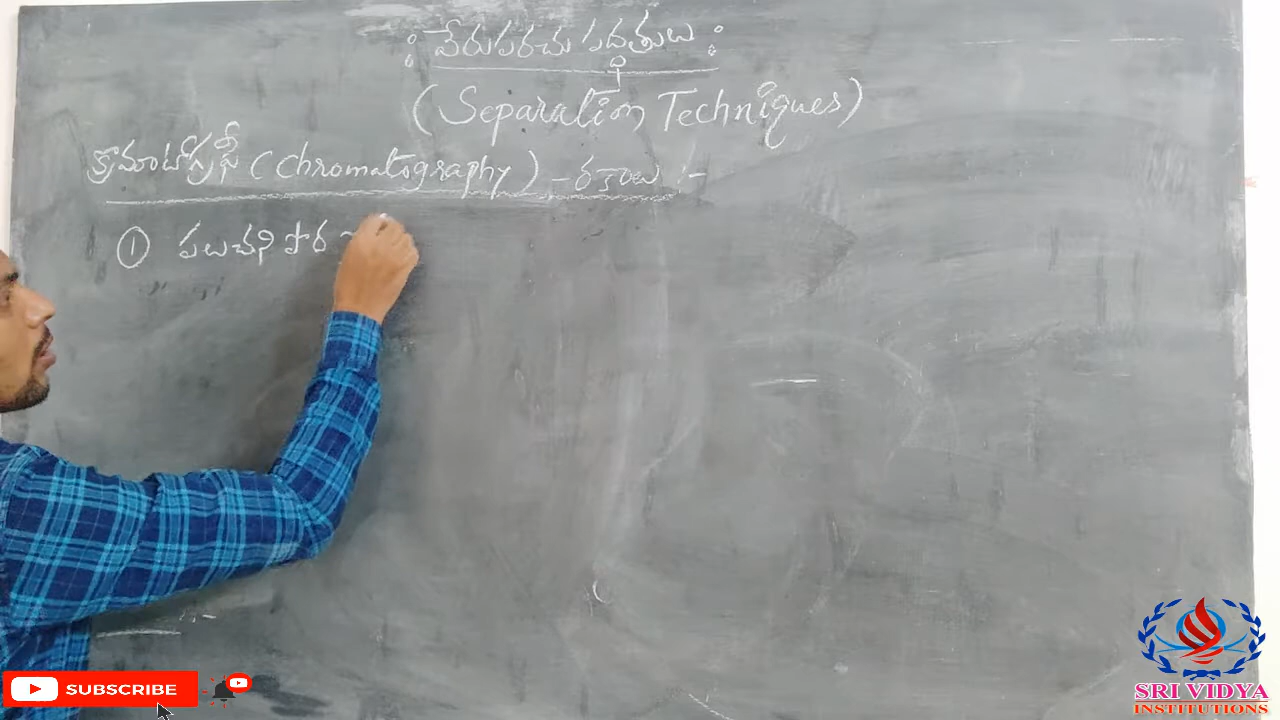 : వేరుపరచు పద్ధతులు :
(Separation Techniques)
క్రొమాటోగ్రఫీ (chromatography) - రకాలు :-
① పలుచని పొర
SUBSCRIBE
SRI VIDYA
INSTITUTIONS